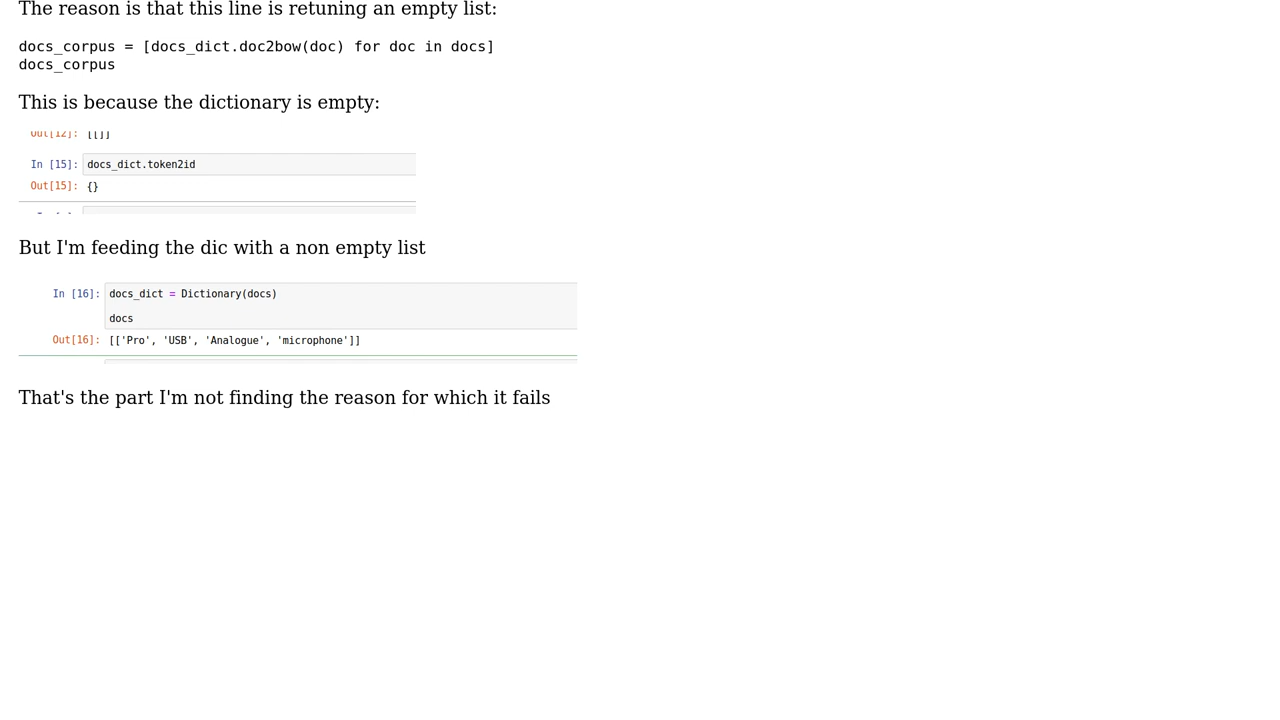 The reason is that this line is retuning an empty list:
docs_corpus = [docs_dict.doc2bow(doc) for doc in docs]
docs_corpus
This is because the dictionary is empty:
Out[12]: [[]]
In [15]: docs_dict.token2id
Out[15]: {}
But I'm feeding the dic with a non empty list
In [16]: docs_dict = Dictionary(docs)
docs
Out[16]: [['Pro', 'USB', 'Analogue', 'microphone']]
That's the part I'm not finding the reason for which it fails